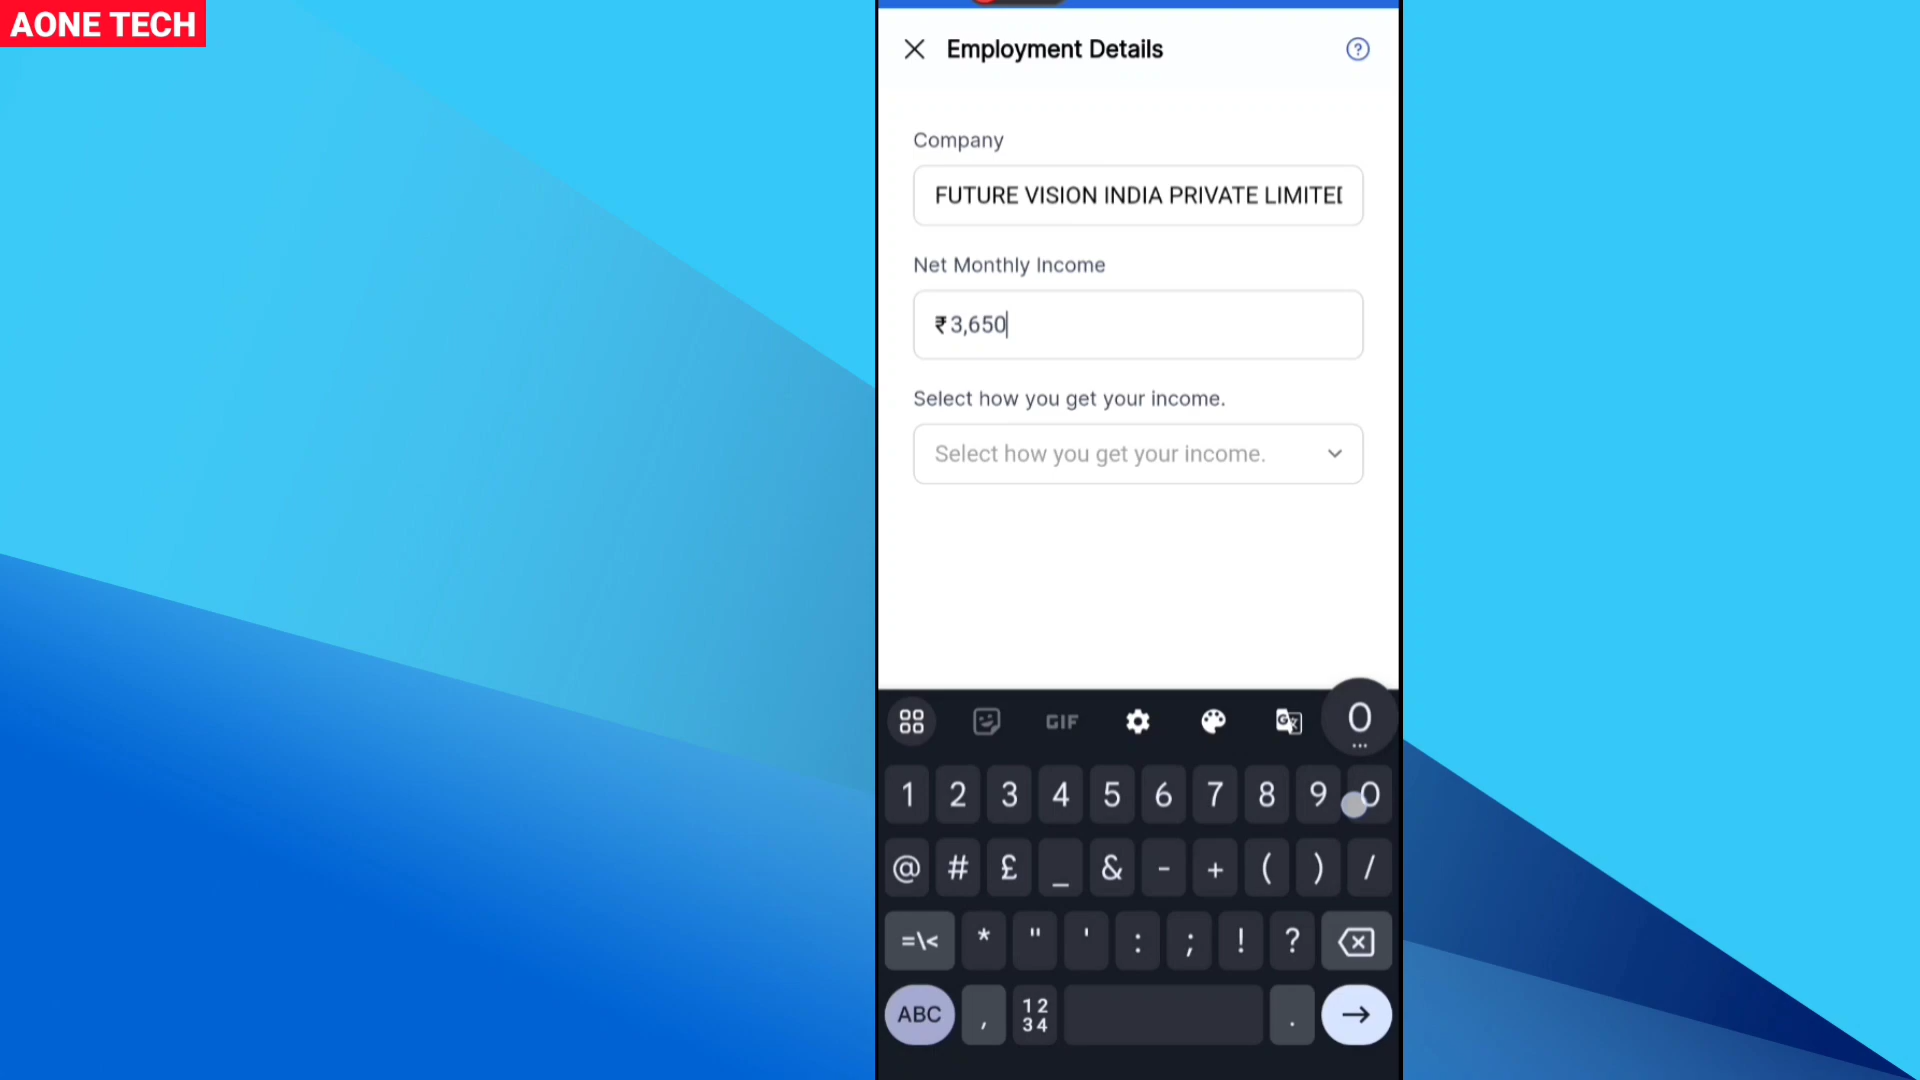 AONE TECH
Employment Details
?
Company
FUTURE VISION INDIA PRIVATE LIMITED
Net Monthly Income
₹3,650
Select how you get your income.
Select how you get your income.
GIF
0
...
1 2 3 4 5 6 7 8 9 0
@ # £ _ & - + ( ) /
=\< * " ' : ; ! ?
ABC , 12 34 .